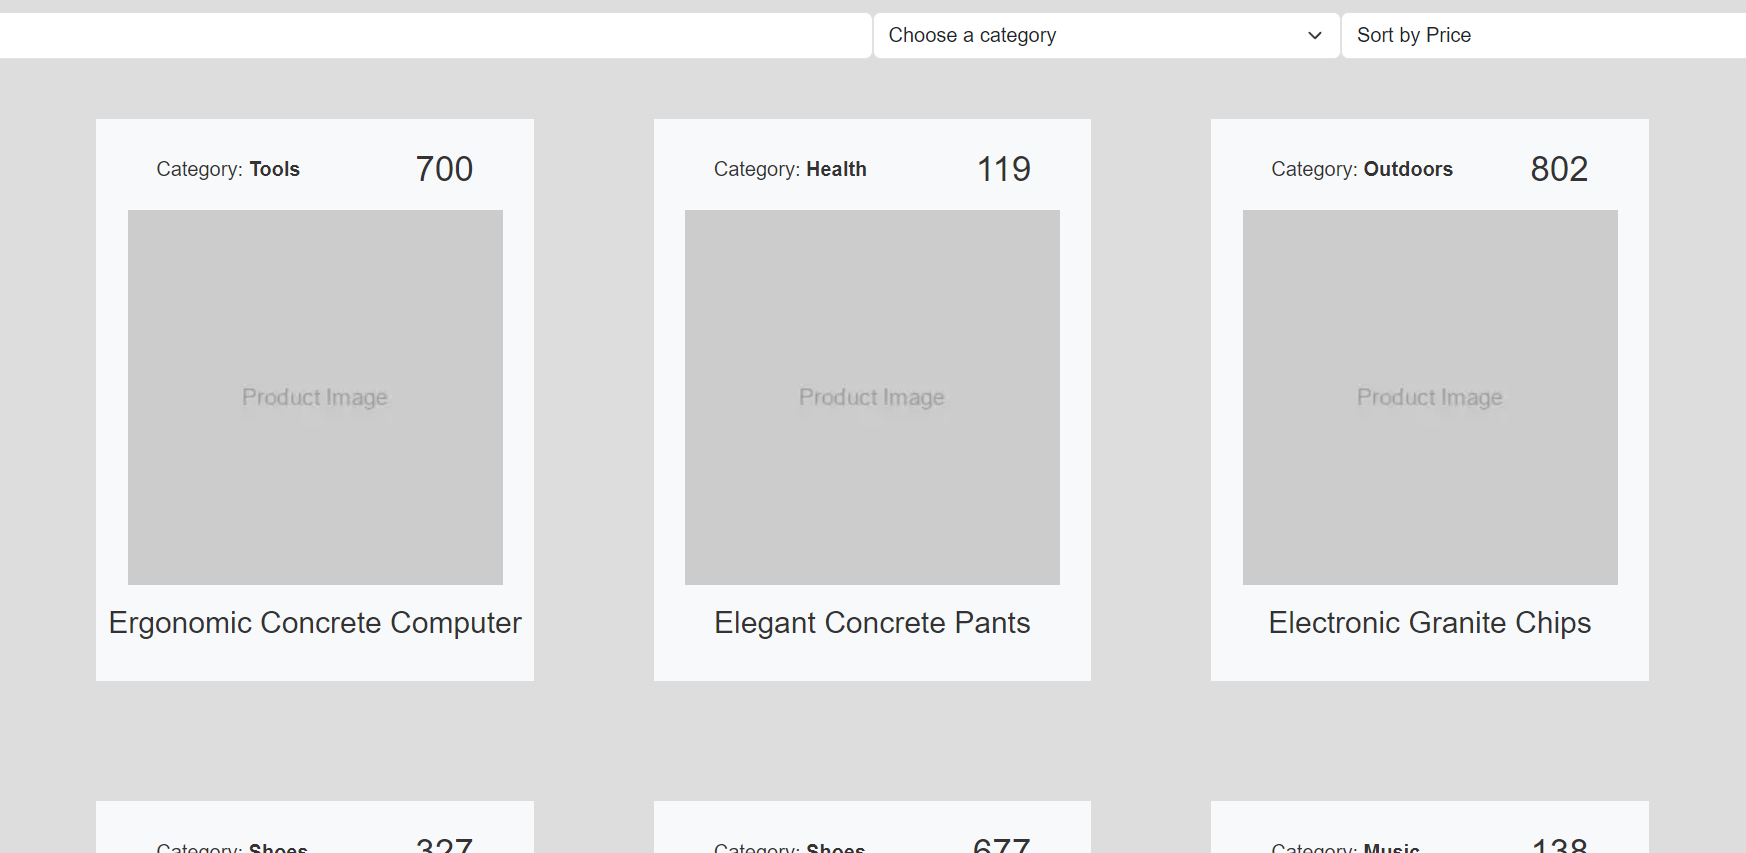 Choose a category
Sort by Price
Category: Tools 700
Category: Health 119
Category: Outdoors 802
Product Image
Product Image
Product Image
Ergonomic Concrete Computer
Elegant Concrete Pants
Electronic Granite Chips
Category: Shoes 327
Category: Shoes 677
Category: Music 138